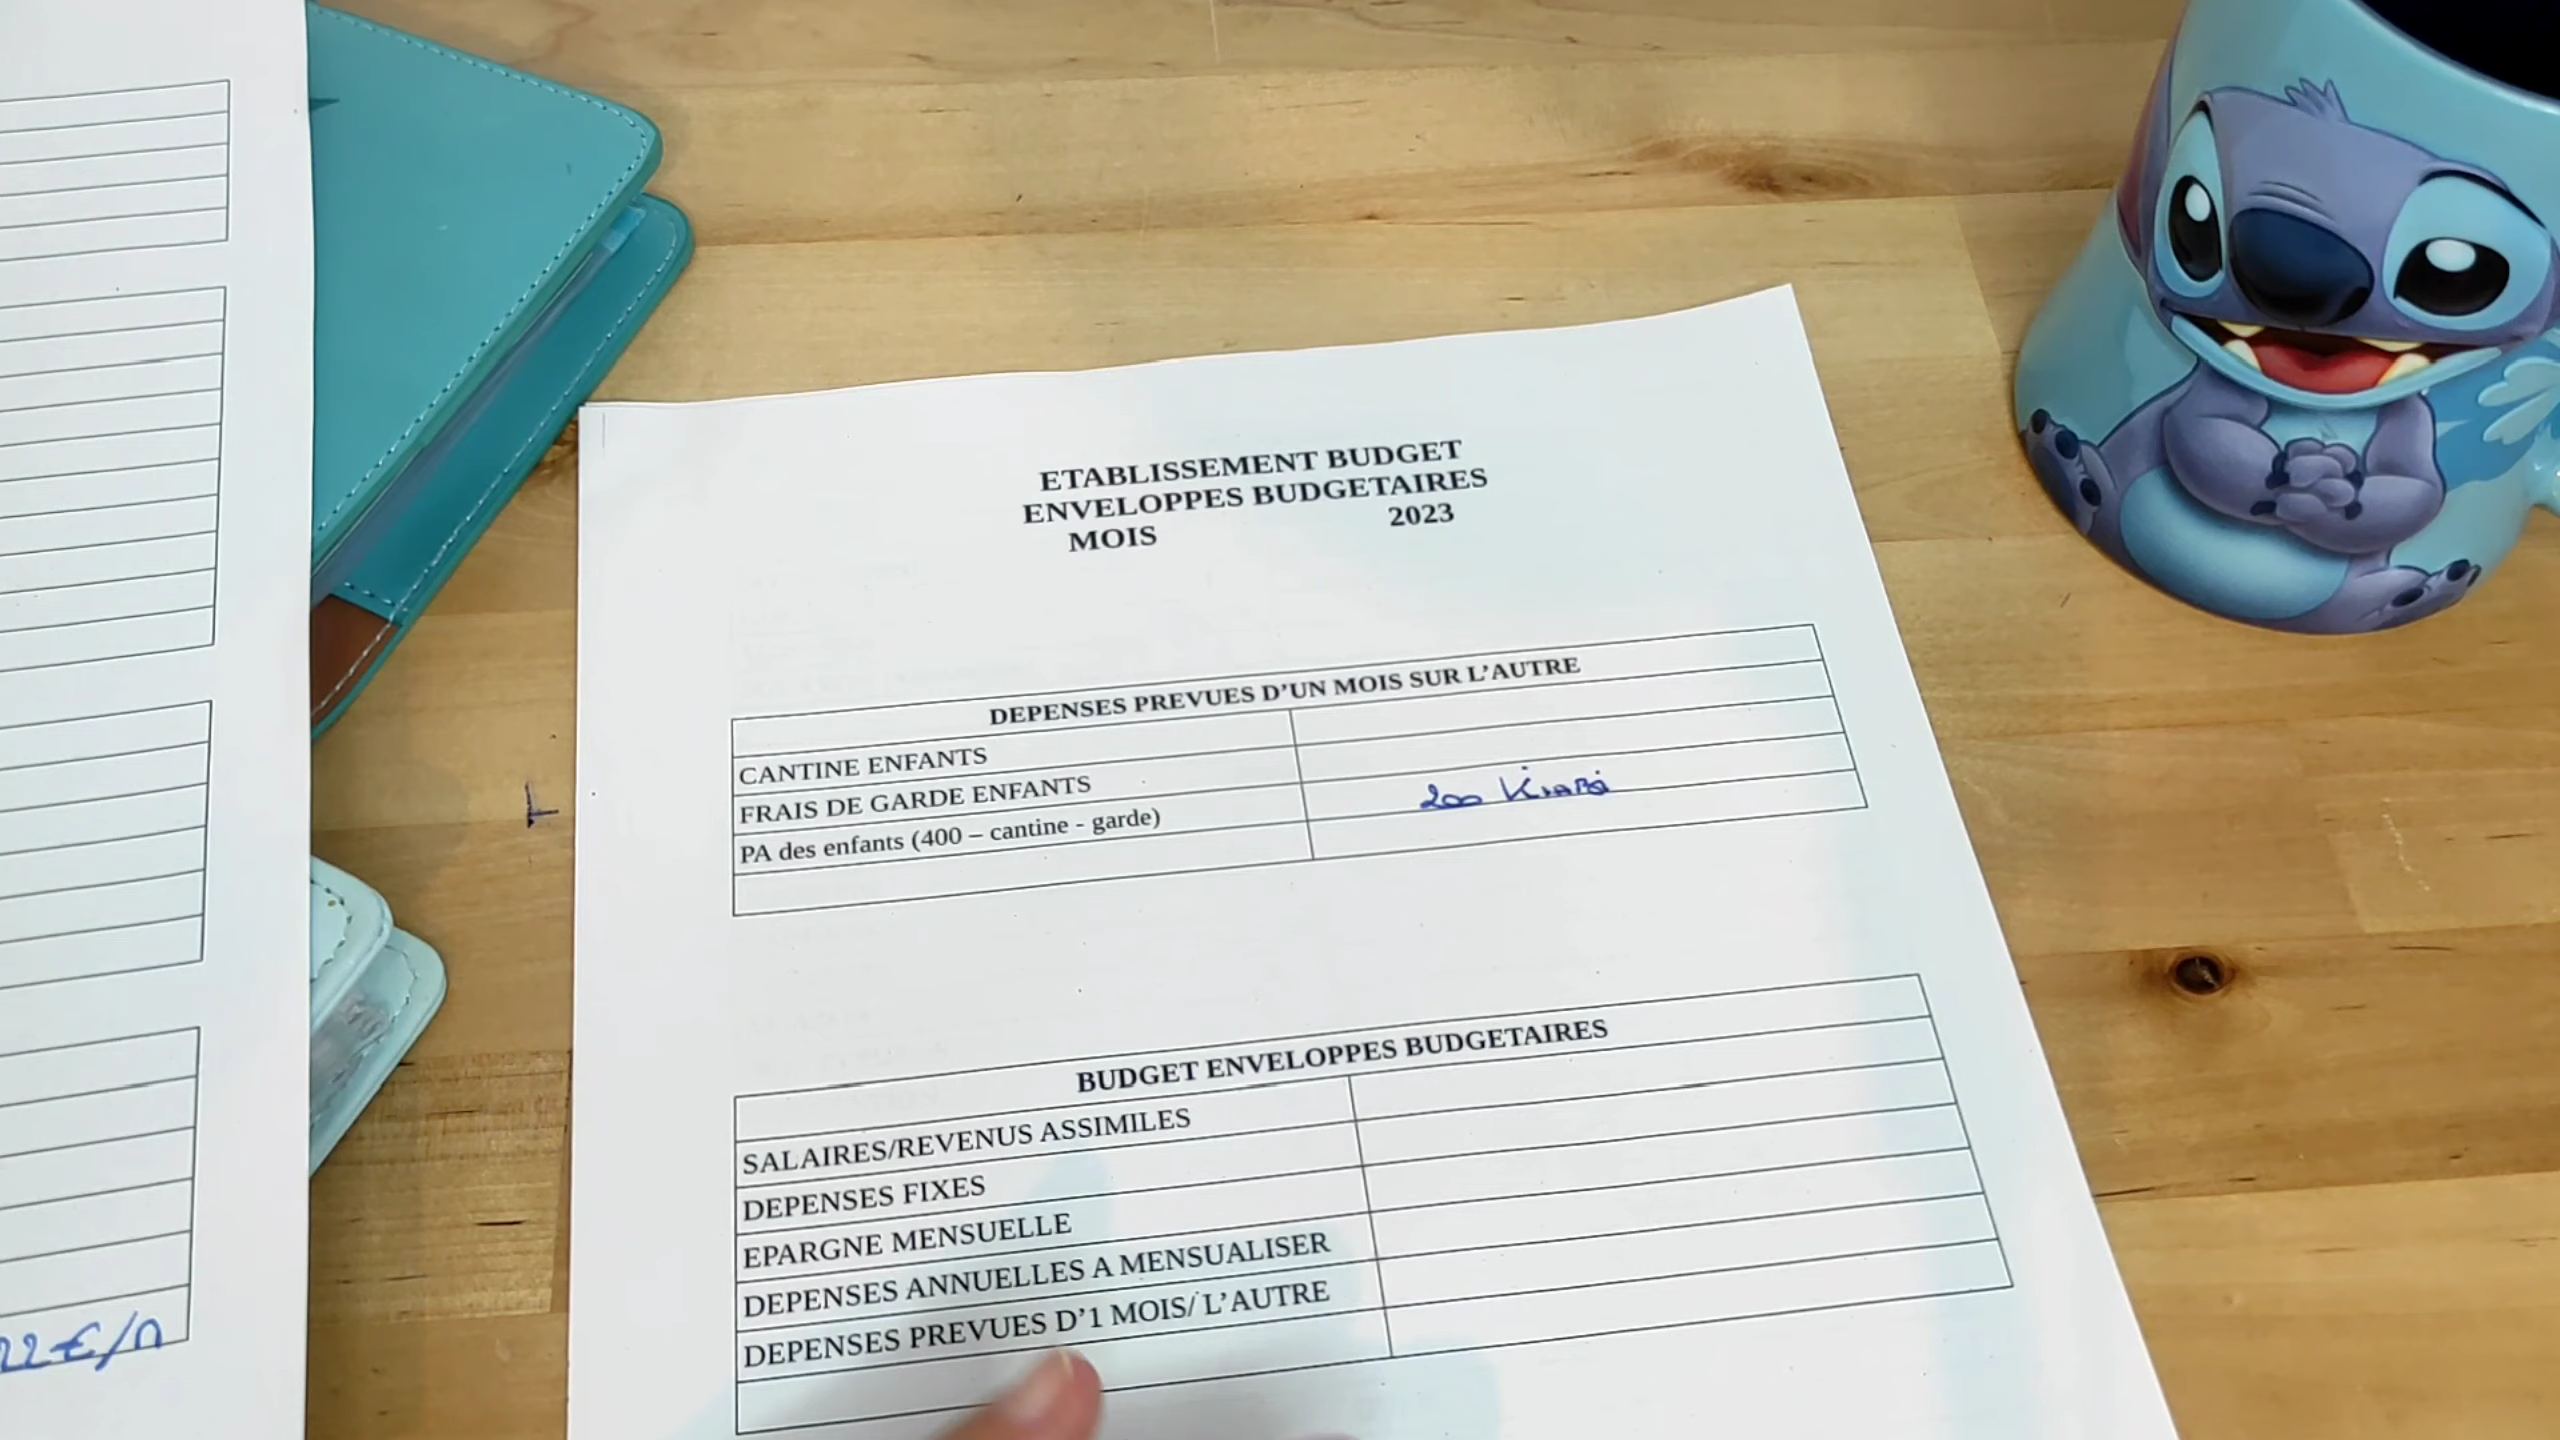 ETABLISSEMENT BUDGET
ENVELOPPES BUDGETAIRES
MOIS 2023
DEPENSES PREVUES D'UN MOIS SUR L'AUTRE
CANTINE ENFANTS
FRAIS DE GARDE ENFANTS
PA des enfants (400 – cantine - garde)
200 Kiabi
BUDGET ENVELOPPES BUDGETAIRES
SALAIRES/REVENUS ASSIMILES
DEPENSES FIXES
EPARGNE MENSUELLE
DEPENSES ANNUELLES A MENSUALISER
DEPENSES PREVUES D'1 MOIS/ L'AUTRE
22€/